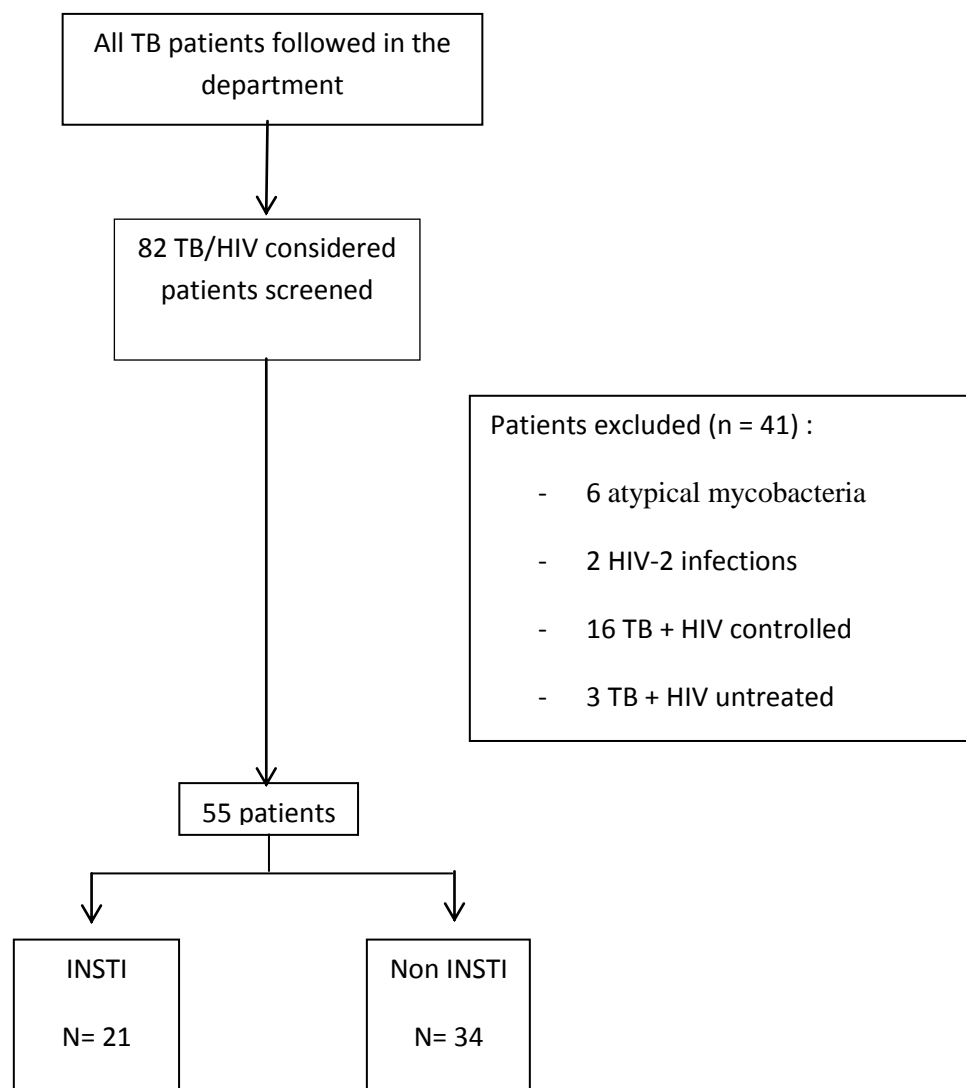 All TB patients followed in the
department
82 TB/HIV considered
patients screened
Patients excluded (n = 41) :
- 6 atypical mycobacteria
- 2 HIV-2 infections
- 16 TB + HIV controlled
- 3 TB + HIV untreated
55 patients
INSTI
N= 21
Non INSTI
N= 34